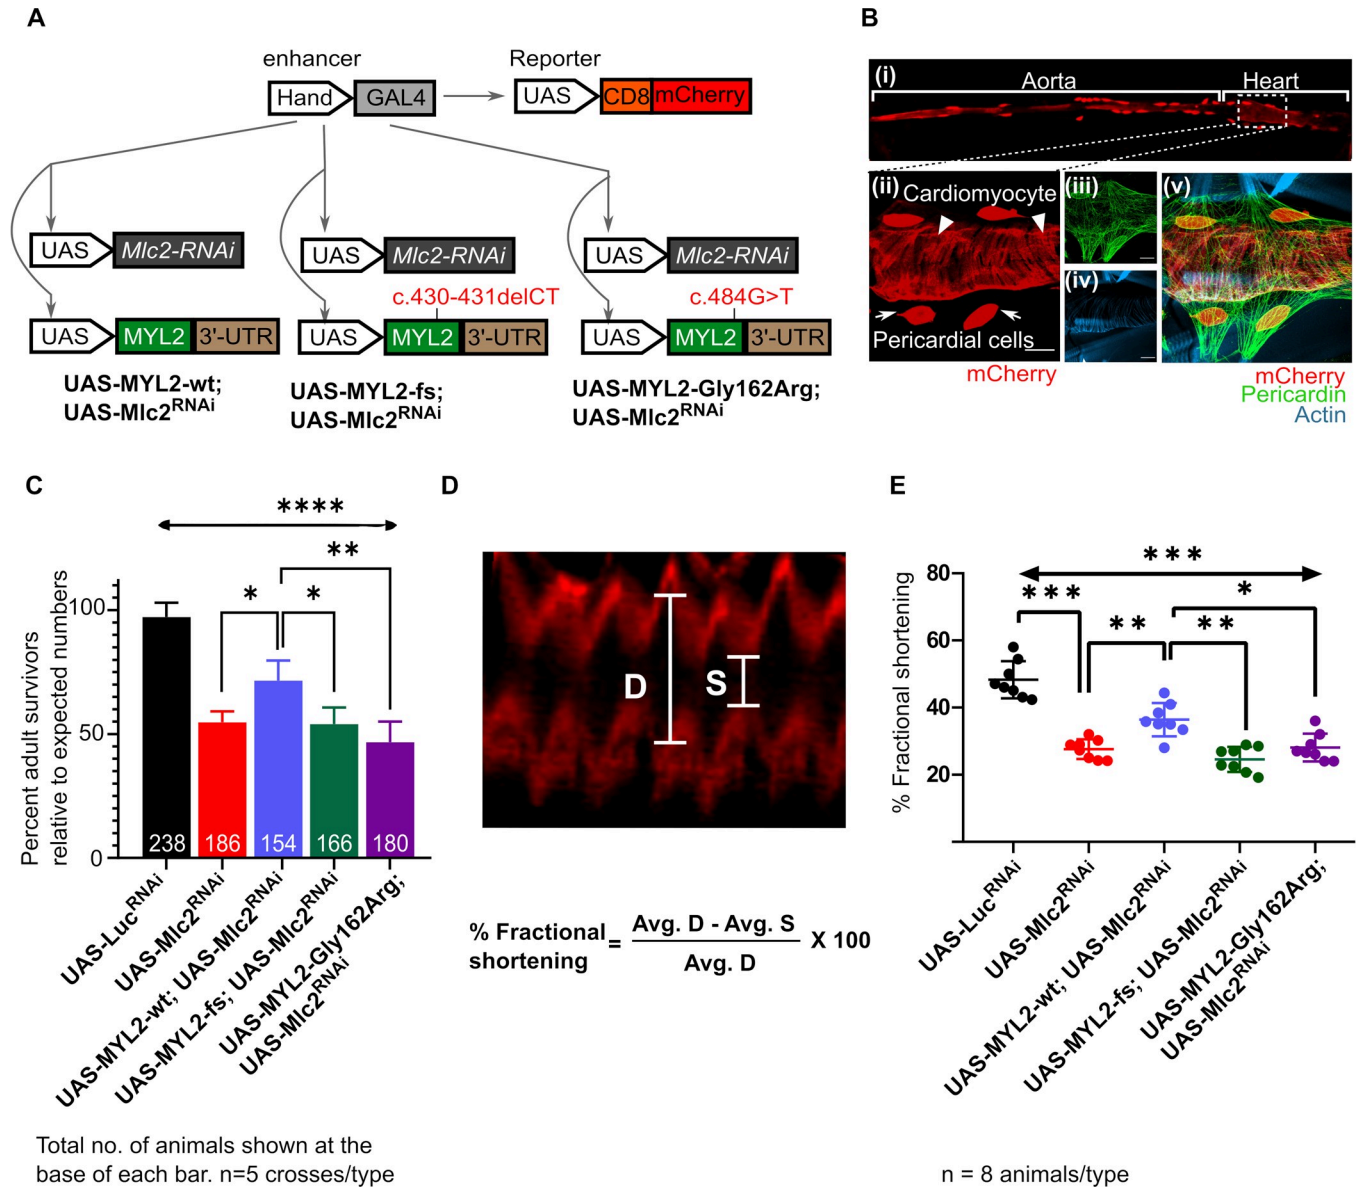 A
enhancer
Reporter
Hand
GAL4
UAS
CD8
mCherry
UAS
Mlc2-RNAi
UAS
Mlc2-RNAi
UAS
Mlc2-RNAi
c.430-431delCT
c.484G>T
UAS
MYL2
3'-UTR
UAS
MYL2
3'-UTR
UAS
MYL2
3'-UTR
UAS-MYL2-wt;
UAS-Mlc2RNAi
UAS-MYL2-fs;
UAS-Mlc2RNAi
UAS-MYL2-Gly162Arg;
UAS-Mlc2RNAi
B
(i)
Aorta
Heart
(ii)
Cardiomyocyte
Pericardial cells
mCherry
(iii)
(iv)
(v)
mCherry
Pericardin
Actin
C
****
**
*
*
Percent adult survivors
relative to expected numbers
100
50
0
238
186
154
166
180
UAS-LucRNAi
UAS-Mlc2RNAi
UAS-MYL2-wt; UAS-Mlc2RNAi
UAS-MYL2-fs; UAS-Mlc2RNAi
UAS-MYL2-Gly162Arg;
UAS-Mlc2RNAi
Total no. of animals shown at the
base of each bar. n=5 crosses/type
D
D
S
% Fractional
shortening
=
Avg. D - Avg. S
Avg. D
X 100
E
***
***
*
**
**
% Fractional shortening
80
60
40
20
UAS-LucRNAi
UAS-Mlc2RNAi
UAS-MYL2-wt; UAS-Mlc2RNAi
UAS-MYL2-fs; UAS-Mlc2RNAi
UAS-MYL2-Gly162Arg;
UAS-Mlc2RNAi
n = 8 animals/type